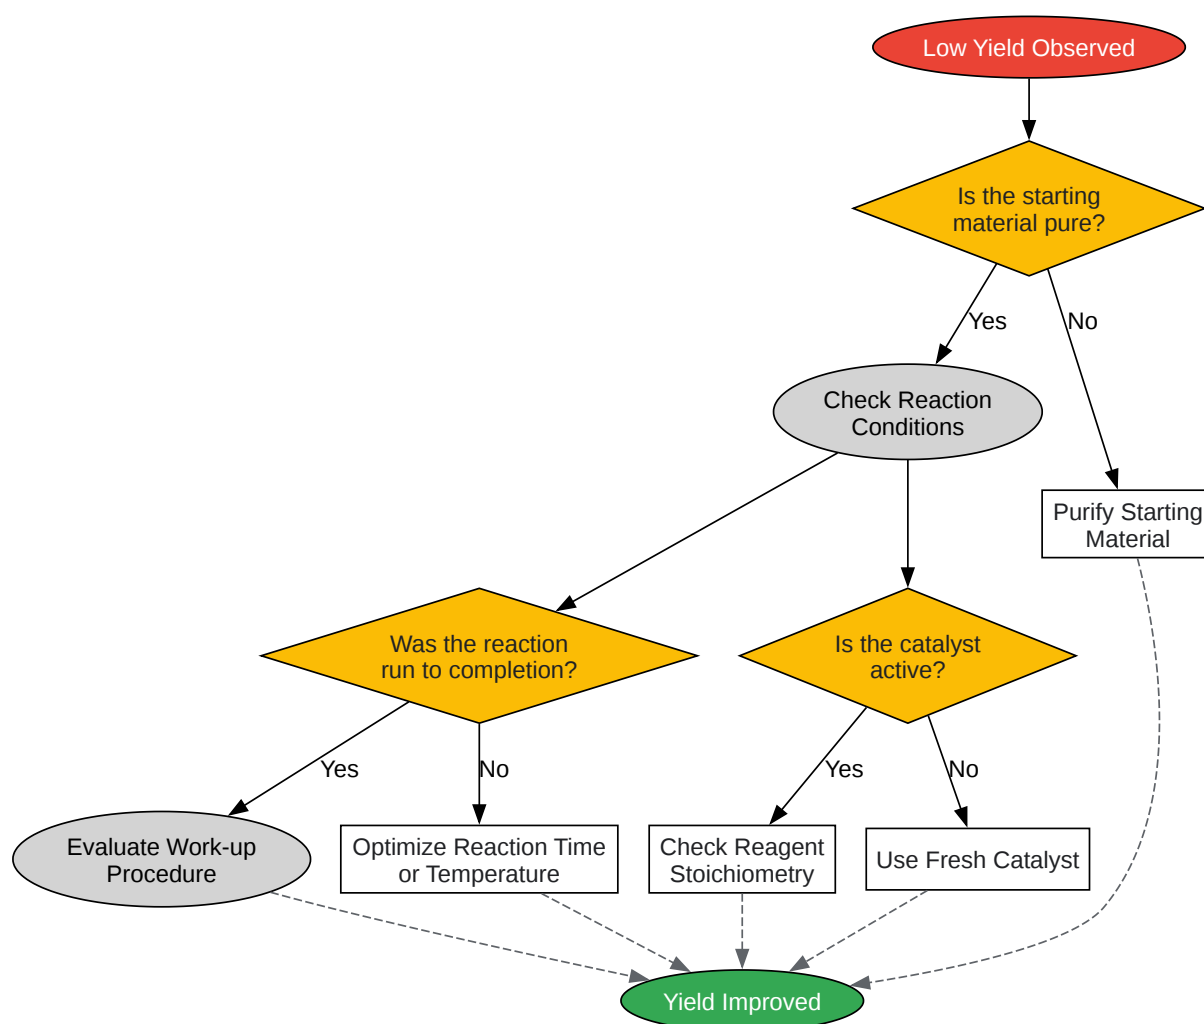 Low Yield Observed
Is the starting
material pure?
Yes
No
Check Reaction
Conditions
Purify Starting
Material
Was the reaction
run to completion?
Is the catalyst
active?
Yes
No
Yes
No
Evaluate Work-up
Procedure
Optimize Reaction Time
or Temperature
Check Reagent
Stoichiometry
Use Fresh Catalyst
Yield Improved